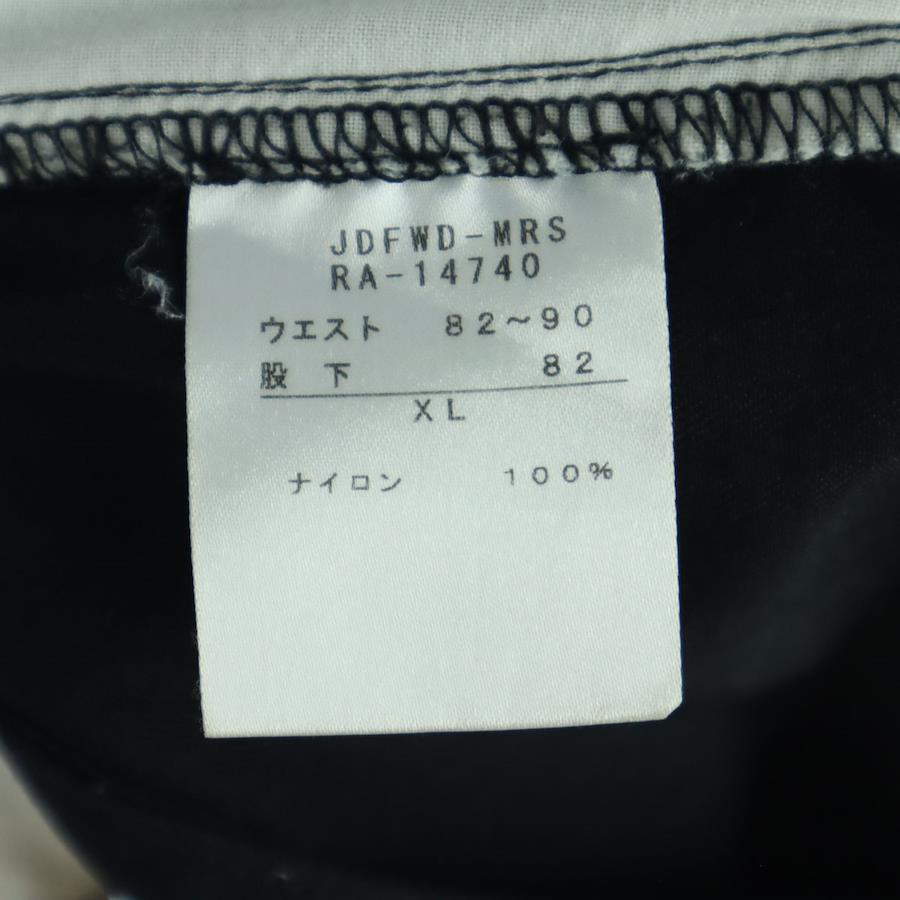 JDFWD-MRS
RA-14740
ウエスト 82～90
股下 82
XL
ナイロン 100%